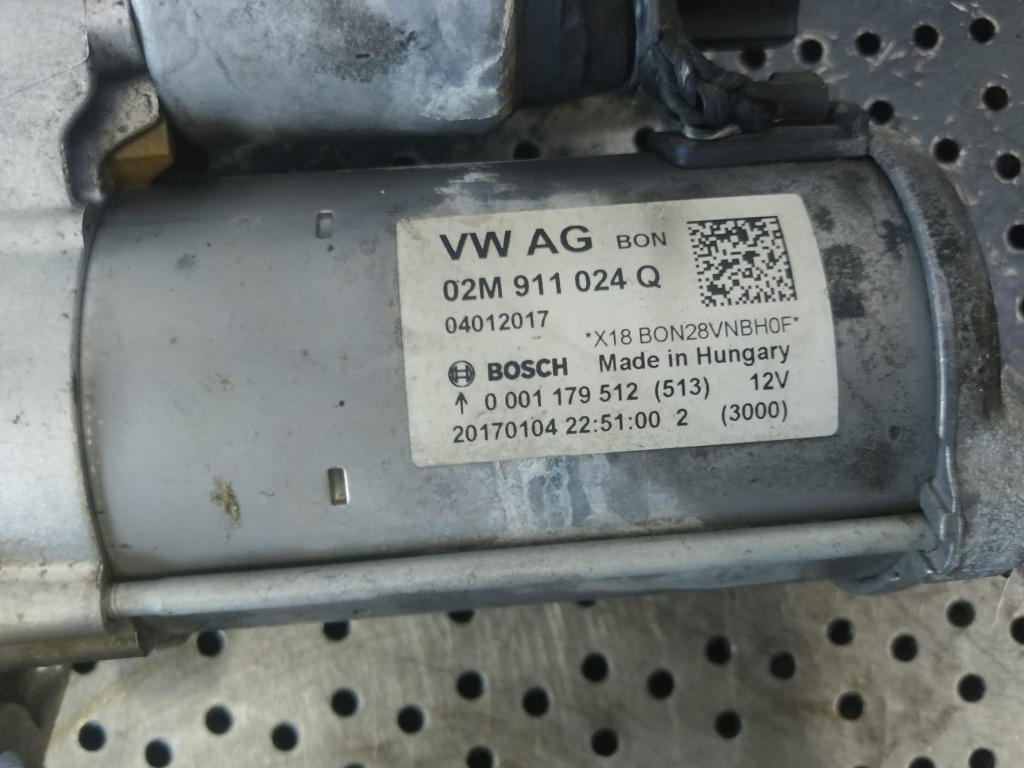 VW AG BON
02M 911 024 Q
04012017
*X18 BON28VNBH0F*
BOSCH Made in Hungary
↑ 0 001 179 512 (513) 12V
20170104 22:51:00 2 (3000)